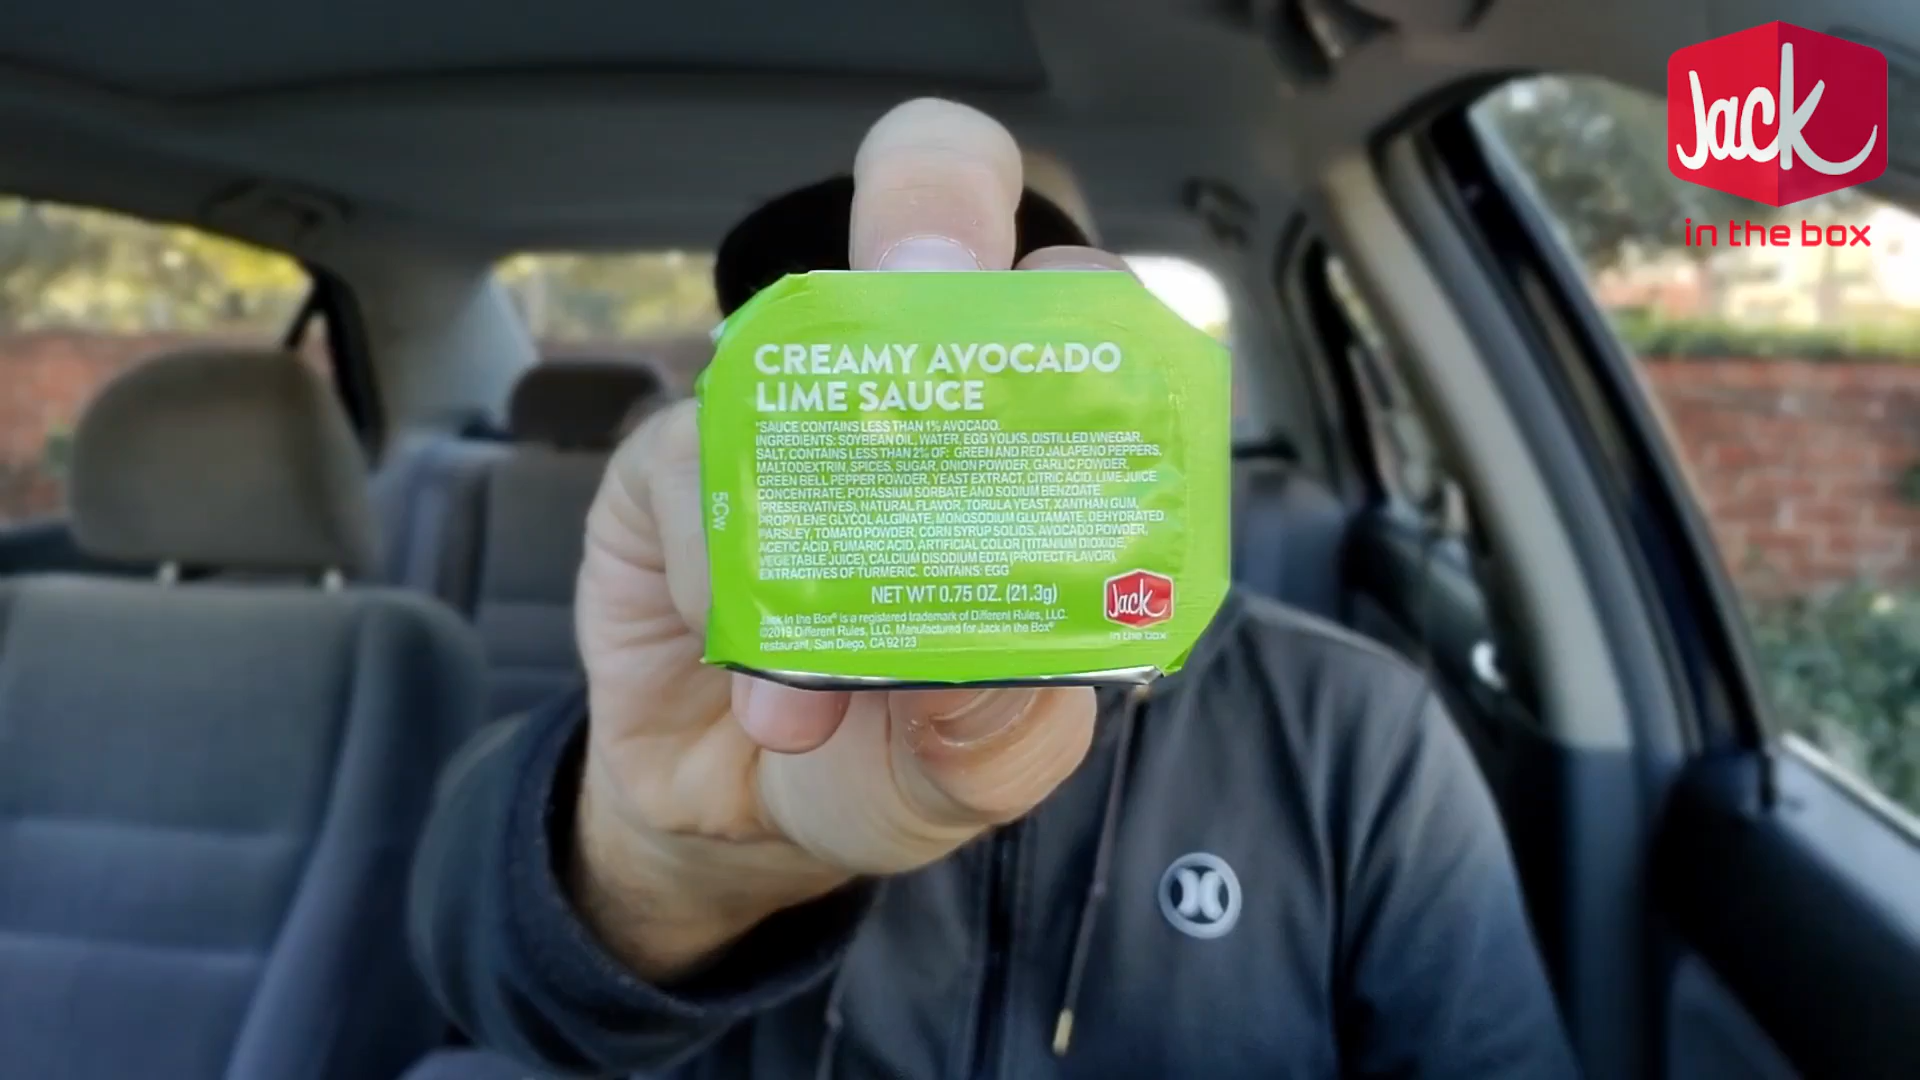 Jack
in the box
CREAMY AVOCADO
LIME SAUCE
*SAUCE CONTAINS LESS THAN 1% AVOCADO.
INGREDIENTS: SOYBEAN OIL, WATER, EGG YOLKS, DISTILLED VINEGAR,
SALT, CONTAINS LESS THAN 2% OF: GREEN AND RED JALAPENO PEPPERS,
MALTODEXTRIN, SPICES, SUGAR, ONION POWDER, GARLIC POWDER,
GREEN BELL PEPPER POWDER, YEAST EXTRACT, CITRIC ACID, LIME JUICE
CONCENTRATE, POTASSIUM SORBATE AND SODIUM BENZOATE
(PRESERVATIVES), NATURAL FLAVOR, TORULA YEAST, XANTHAN GUM,
PROPYLENE GLYCOL ALGINATE, MONOSODIUM GLUTAMATE, DEHYDRATED
PARSLEY, TOMATO POWDER, CORN SYRUP SOLIDS, AVOCADO POWDER,
ACETIC ACID, FUMARIC ACID, ARTIFICIAL COLOR (TITANIUM DIOXIDE,
VEGETABLE JUICE), CALCIUM DISODIUM EDTA (PROTECT FLAVOR),
EXTRACTIVES OF TURMERIC. CONTAINS: EGG
NET WT 0.75 OZ. (21.3g)
Jack in the Box® is a registered trademark of Different Rules, LLC.
©2019 Different Rules, LLC. Manufactured for Jack in the Box®
restaurant, San Diego, CA 92123
Jack
in the box
5CW